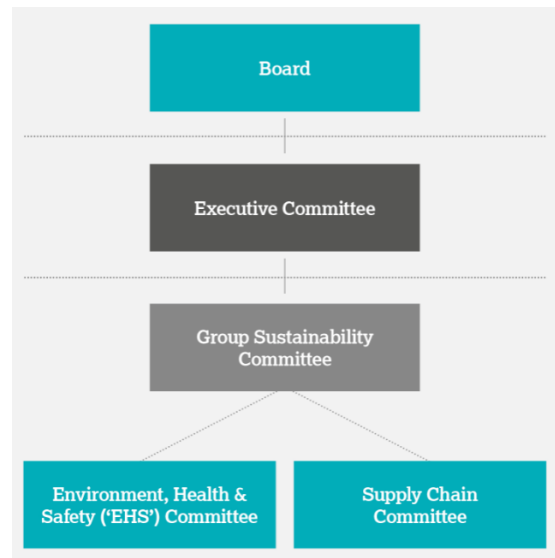 Board
Executive Committee
Group Sustainability
Committee
Environment, Health &
Safety (‘EHS’) Committee
Supply Chain
Committee